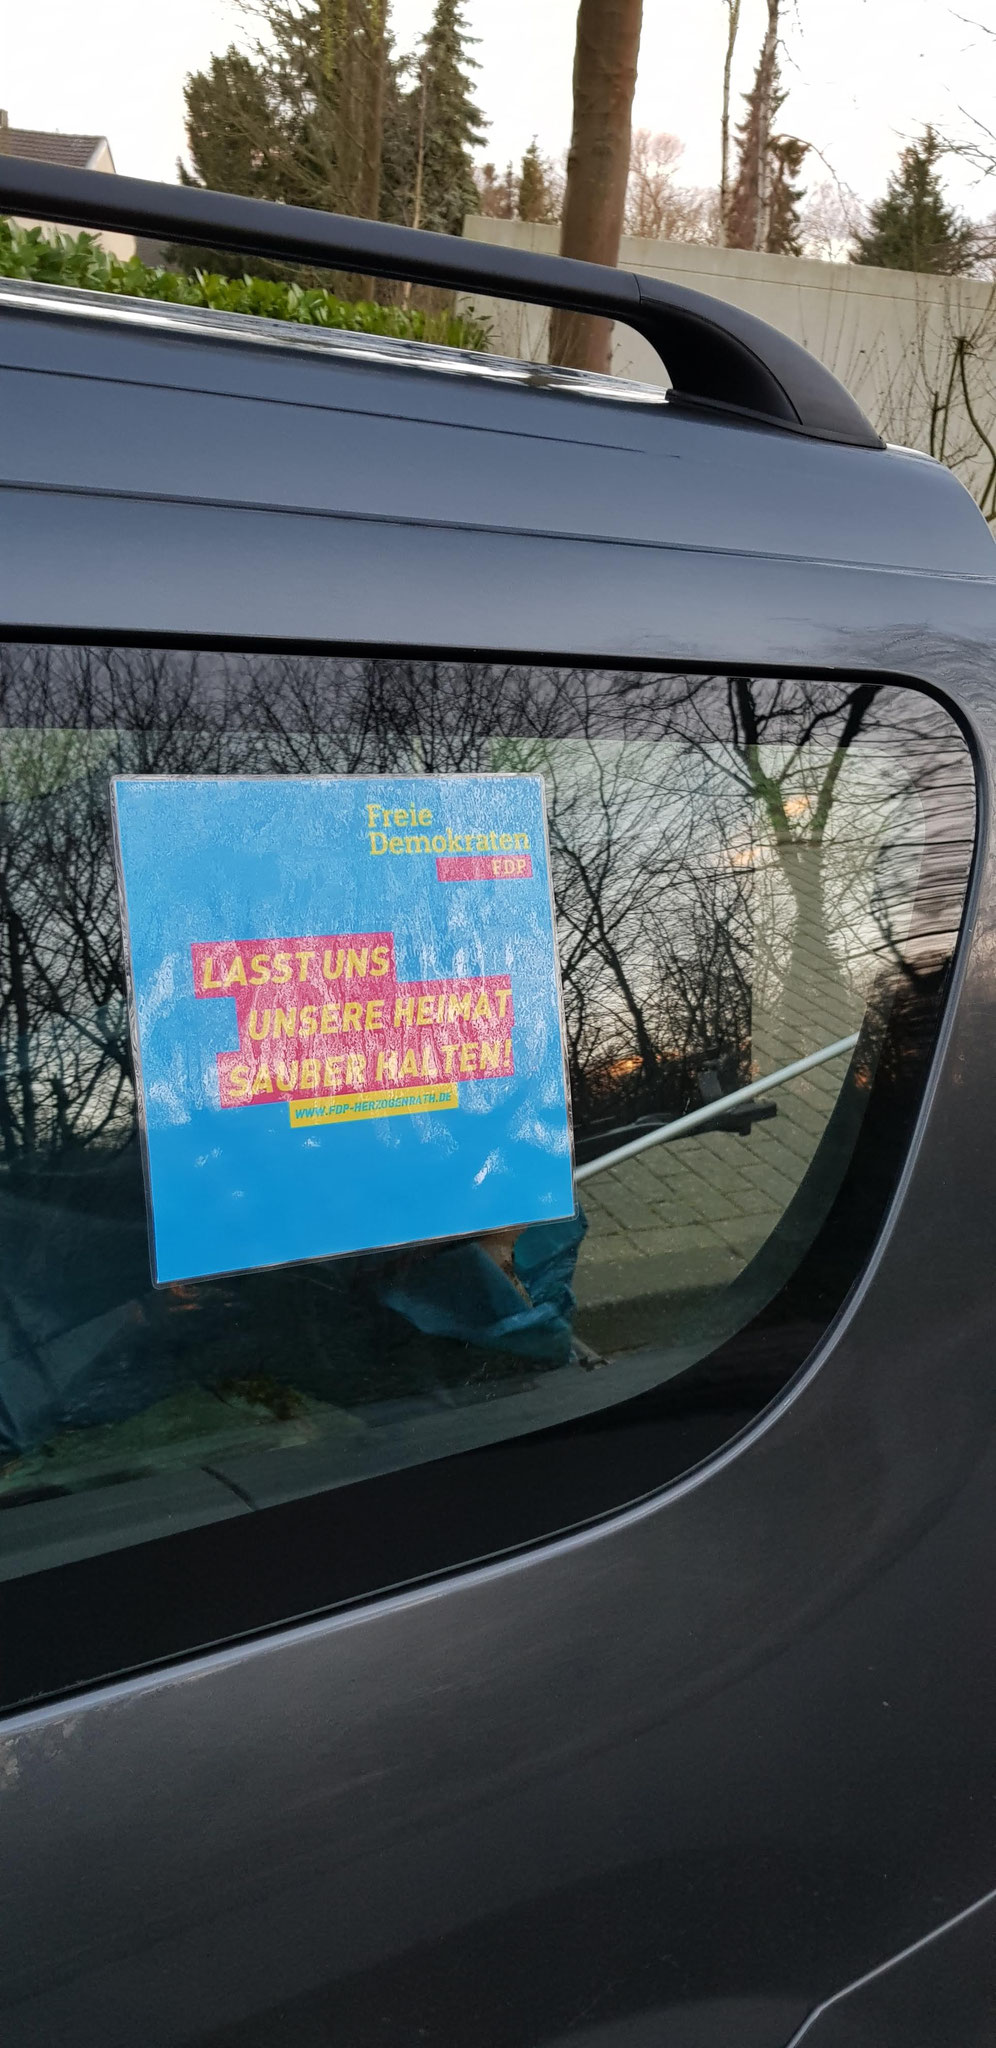 Freie
Demokraten
FDP
LASST UNS
UNSERE HEIMAT
SAUBER HALTEN!
WWW.FDP-HERZOGENRATH.DE